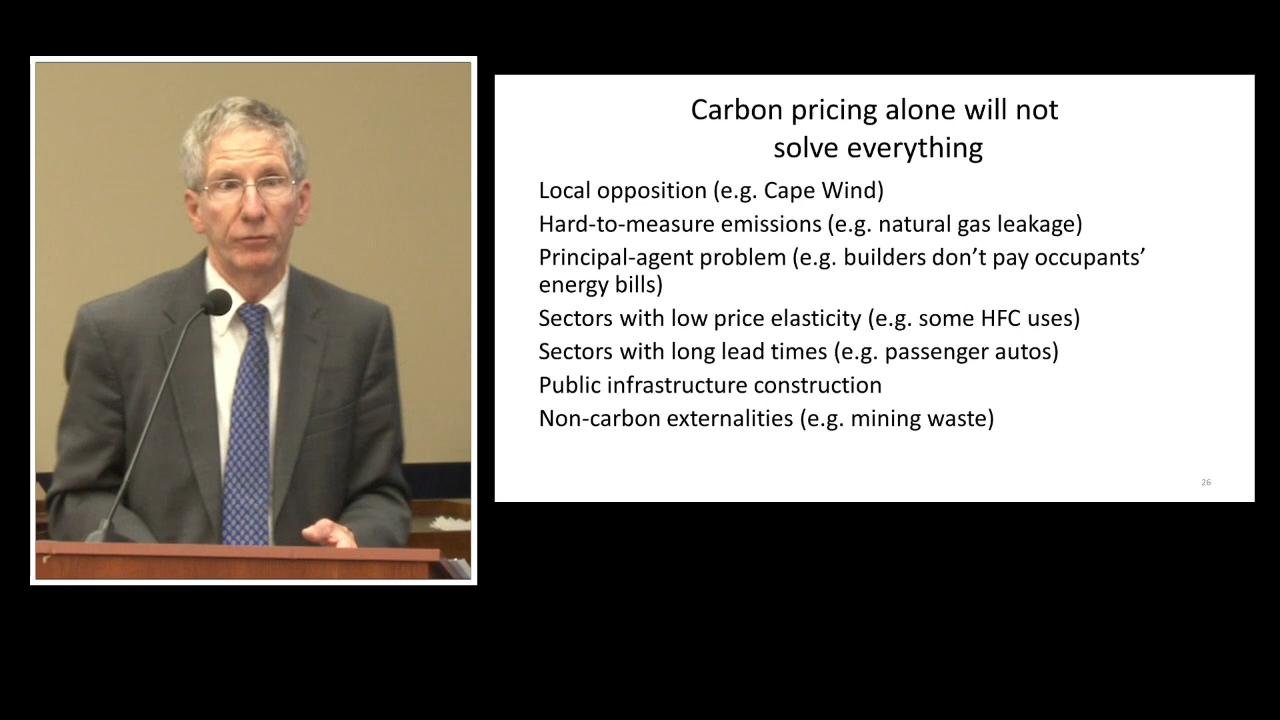 Carbon pricing alone will not
solve everything
Local opposition (e.g. Cape Wind)
Hard-to-measure emissions (e.g. natural gas leakage)
Principal-agent problem (e.g. builders don’t pay occupants’
energy bills)
Sectors with low price elasticity (e.g. some HFC uses)
Sectors with long lead times (e.g. passenger autos)
Public infrastructure construction
Non-carbon externalities (e.g. mining waste)
26